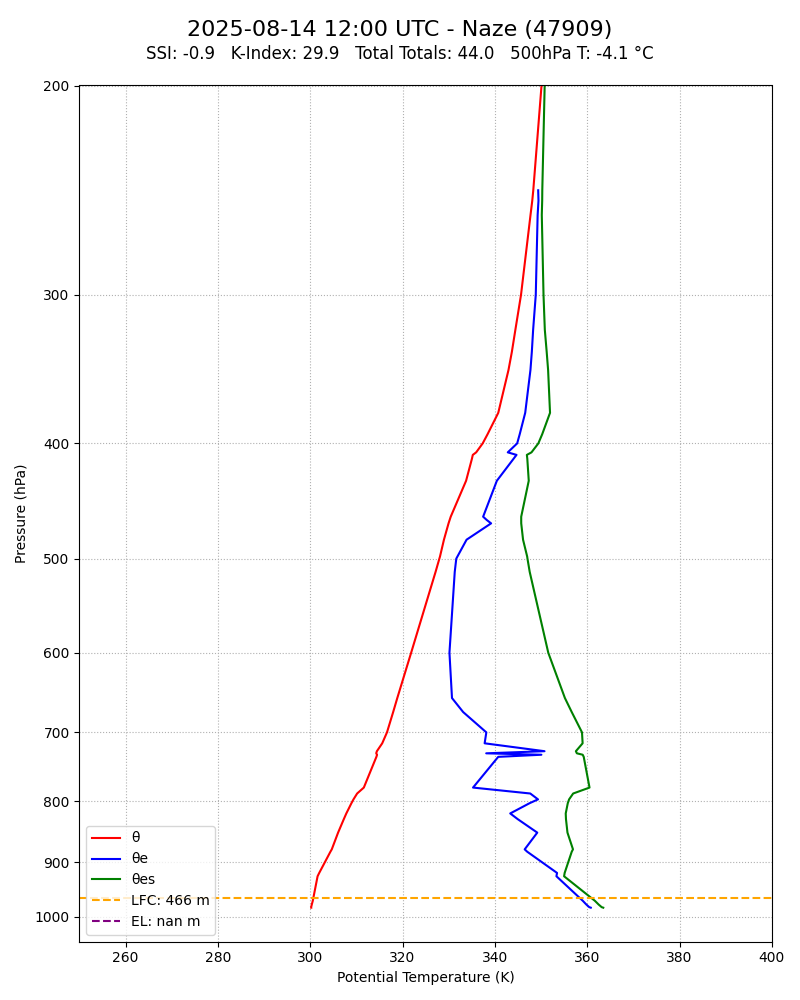 2025-08-14 12:00 UTC - Naze (47909)
SSI: -0.9   K-Index: 29.9   Total Totals: 44.0   500hPa T: -4.1 °C
Pressure (hPa)
200
300
400
500
600
700
800
900
1000
θ
θe
θes
LFC: 466 m
EL: nan m
260 280 300 320 340 360 380 400
Potential Temperature (K)